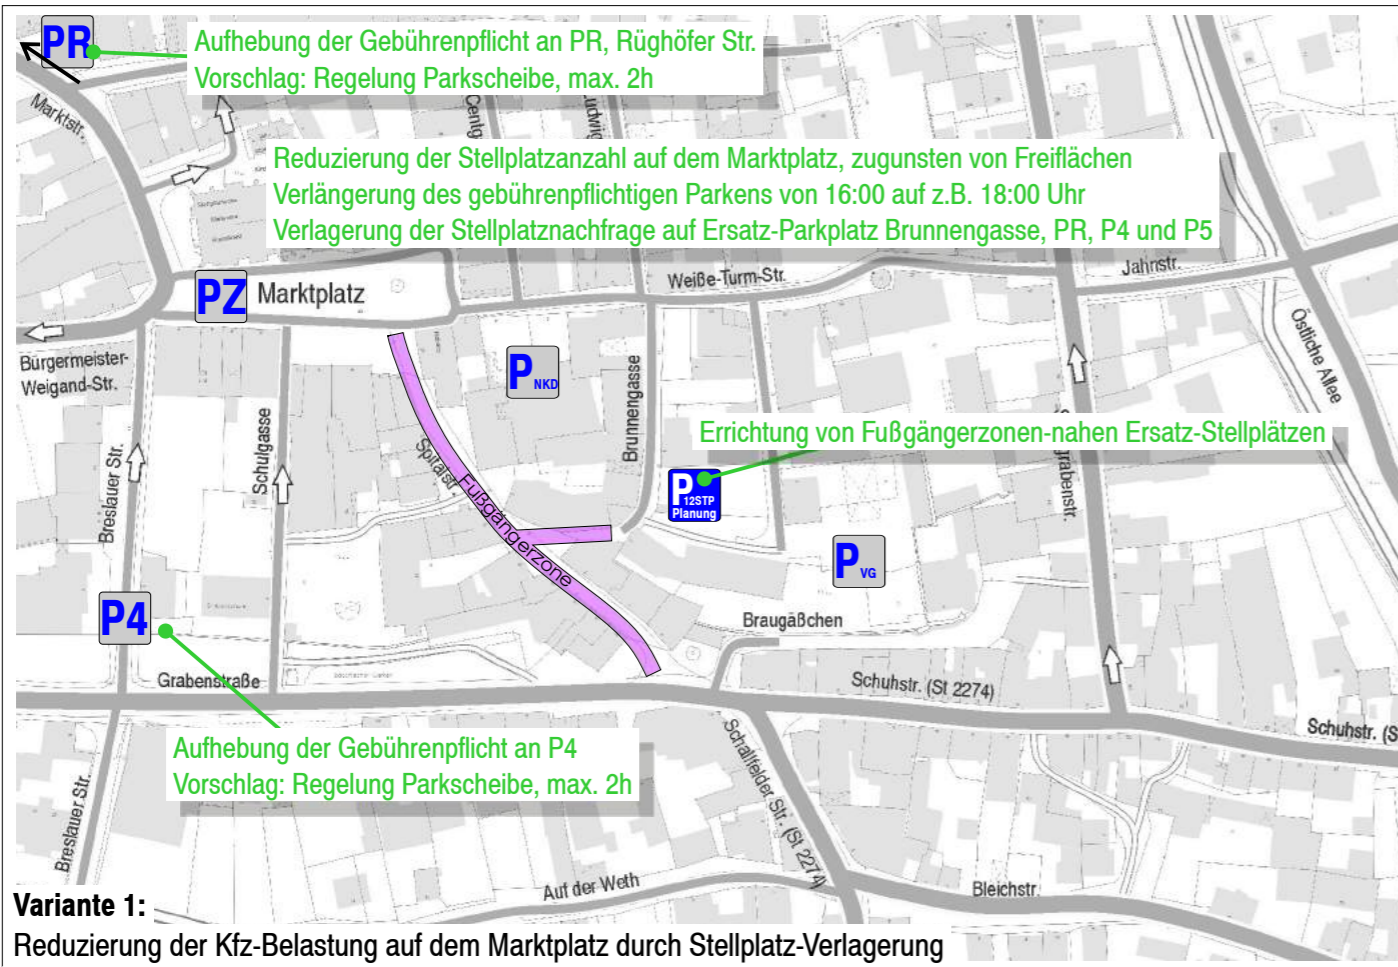 PR
Aufhebung der Gebührenpflicht an PR, Rüghöfer Str.
Vorschlag: Regelung Parkscheibe, max. 2h
Marktstr.
Centg
Ludwig
Reduzierung der Stellplatzanzahl auf dem Marktplatz, zugunsten von Freiflächen
Verlängerung des gebührenpflichtigen Parkens von 16:00 auf z.B. 18:00 Uhr
Verlagerung der Stellplatznachfrage auf Ersatz-Parkplatz Brunnengasse, PR, P4 und P5
PZ
Marktplatz
Weiße-Turm-Str.
Jahnstr.
Östliche Allee
Bürgermeister-
Weigand-Str.
P NKD
Brunnengasse
Breslauer Str.
Schulgasse
Spitalstr.
Fußgängerzone
Errichtung von Fußgängerzonen-nahen Ersatz-Stellplätzen
grabenstr.
P 12STP
Planung
P VG
P4
Braugäßchen
Grabenstraße
Schuhstr. (St 2274)
Schuhstr. (S
Aufhebung der Gebührenpflicht an P4
Vorschlag: Regelung Parkscheibe, max. 2h
Schallfelder Str. (St 2274)
Breslauer Str.
Auf der Weth
Bleichstr.
Variante 1:
Reduzierung der Kfz-Belastung auf dem Marktplatz durch Stellplatz-Verlagerung